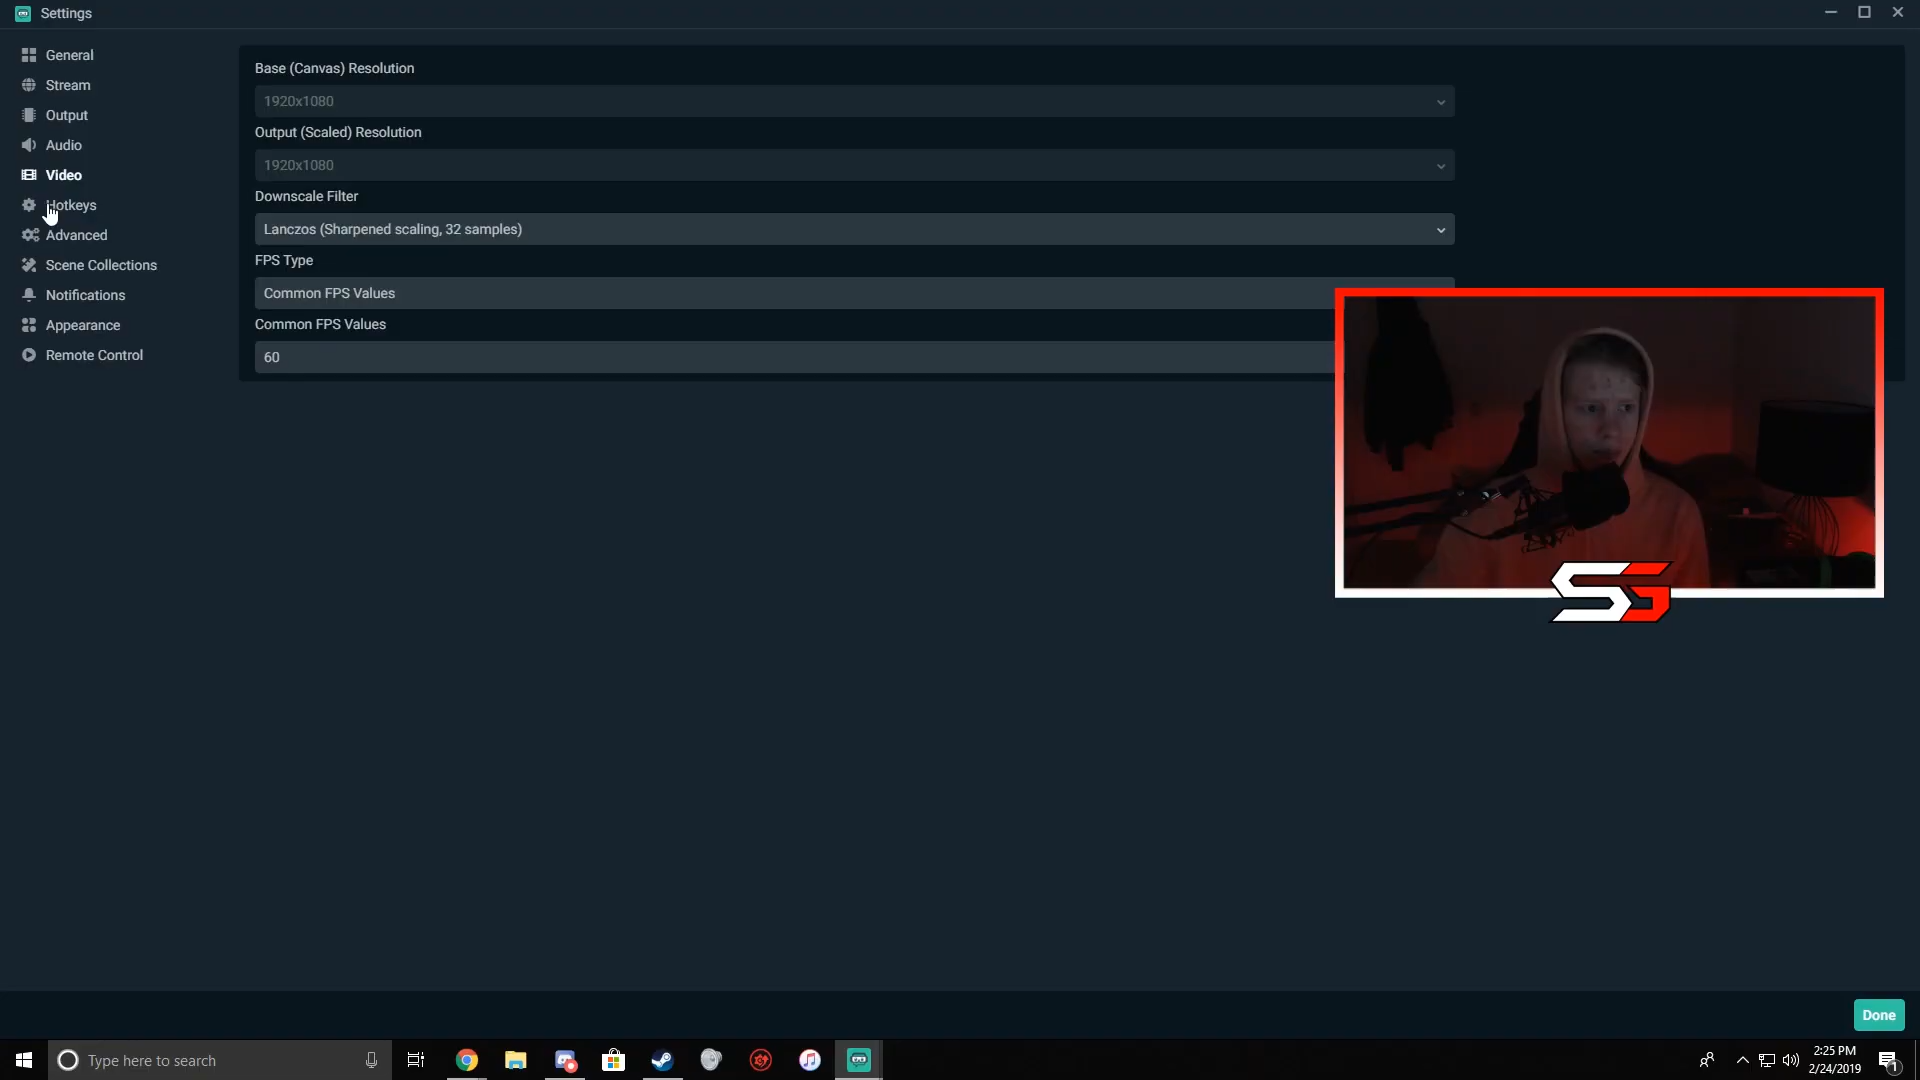 Settings
General
Stream
Output
Audio
Video
Hotkeys
Advanced
Scene Collections
Notifications
Appearance
Remote Control
Base (Canvas) Resolution
1920x1080
Output (Scaled) Resolution
1920x1080
Downscale Filter
Lanczos (Sharpened scaling, 32 samples)
FPS Type
Common FPS Values
Common FPS Values
60
SG
Done
Type here to search
2:25 PM
2/24/2019
1